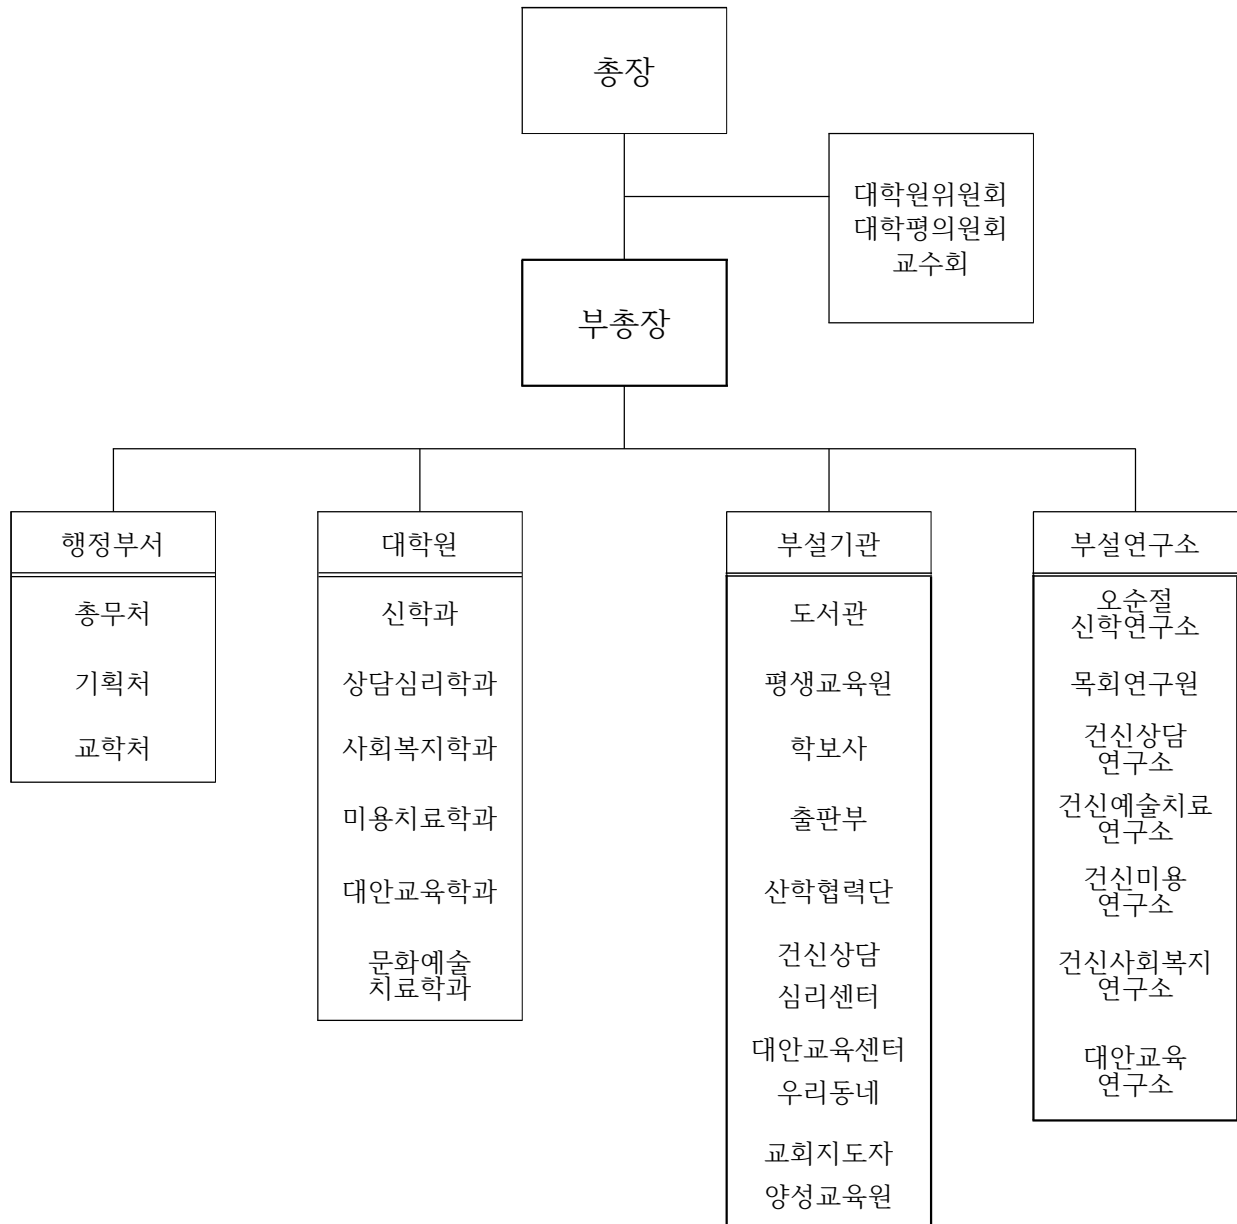 총장
대학원위원회
대학평의원회
교수회
부총장
행정부서
총무처
기획처
교학처
대학원
신학과
상담심리학과
사회복지학과
미용치료학과
대안교육학과
문화예술
치료학과
부설기관
도서관
평생교육원
학보사
출판부
산학협력단
건신상담
심리센터
대안교육센터
우리동네
교회지도자
양성교육원
부설연구소
오순절
신학연구소
목회연구원
건신상담
연구소
건신예술치료
연구소
건신미용
연구소
건신사회복지
연구소
대안교육
연구소